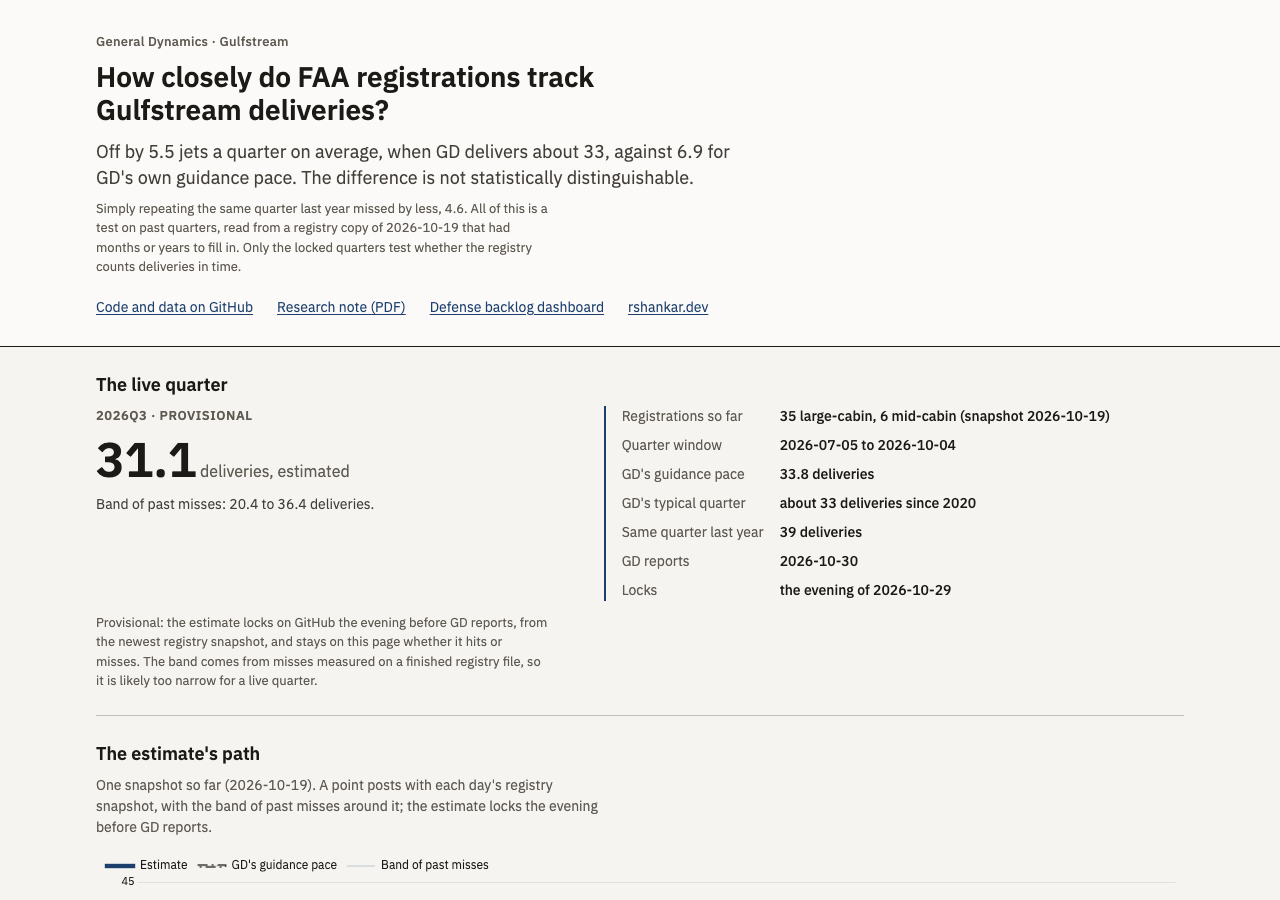 General Dynamics · Gulfstream
How closely do FAA registrations track
Gulfstream deliveries?
Off by 5.5 jets a quarter on average, when GD delivers about 33, against 6.9 for
GD's own guidance pace. The difference is not statistically distinguishable.
Simply repeating the same quarter last year missed by less, 4.6. All of this is a
test on past quarters, read from a registry copy of 2026-10-19 that had
months or years to fill in. Only the locked quarters test whether the registry
counts deliveries in time.
Code and data on GitHub Research note (PDF) Defense backlog dashboard rshankar.dev
The live quarter
2026Q3 · PROVISIONAL
31.1 deliveries, estimated
Band of past misses: 20.4 to 36.4 deliveries.
Registrations so far 35 large-cabin, 6 mid-cabin (snapshot 2026-10-19)
Quarter window 2026-07-05 to 2026-10-04
GD's guidance pace 33.8 deliveries
GD's typical quarter about 33 deliveries since 2020
Same quarter last year 39 deliveries
GD reports 2026-10-30
Locks the evening of 2026-10-29
Provisional: the estimate locks on GitHub the evening before GD reports, from
the newest registry snapshot, and stays on this page whether it hits or
misses. The band comes from misses measured on a finished registry file, so
it is likely too narrow for a live quarter.
The estimate's path
One snapshot so far (2026-10-19). A point posts with each day's registry
snapshot, with the band of past misses around it; the estimate locks the evening
before GD reports.
Estimate GD's guidance pace Band of past misses
45